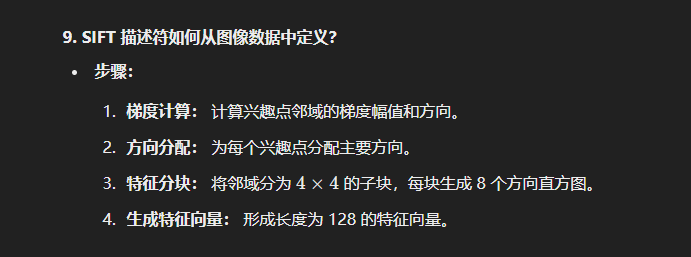 9. SIFT 描述符如何从图像数据中定义？
• 步骤：
1. 梯度计算： 计算兴趣点邻域的梯度幅值和方向。
2. 方向分配： 为每个兴趣点分配主要方向。
3. 特征分块： 将邻域分为 4 × 4 的子块，每块生成 8 个方向直方图。
4. 生成特征向量： 形成长度为 128 的特征向量。